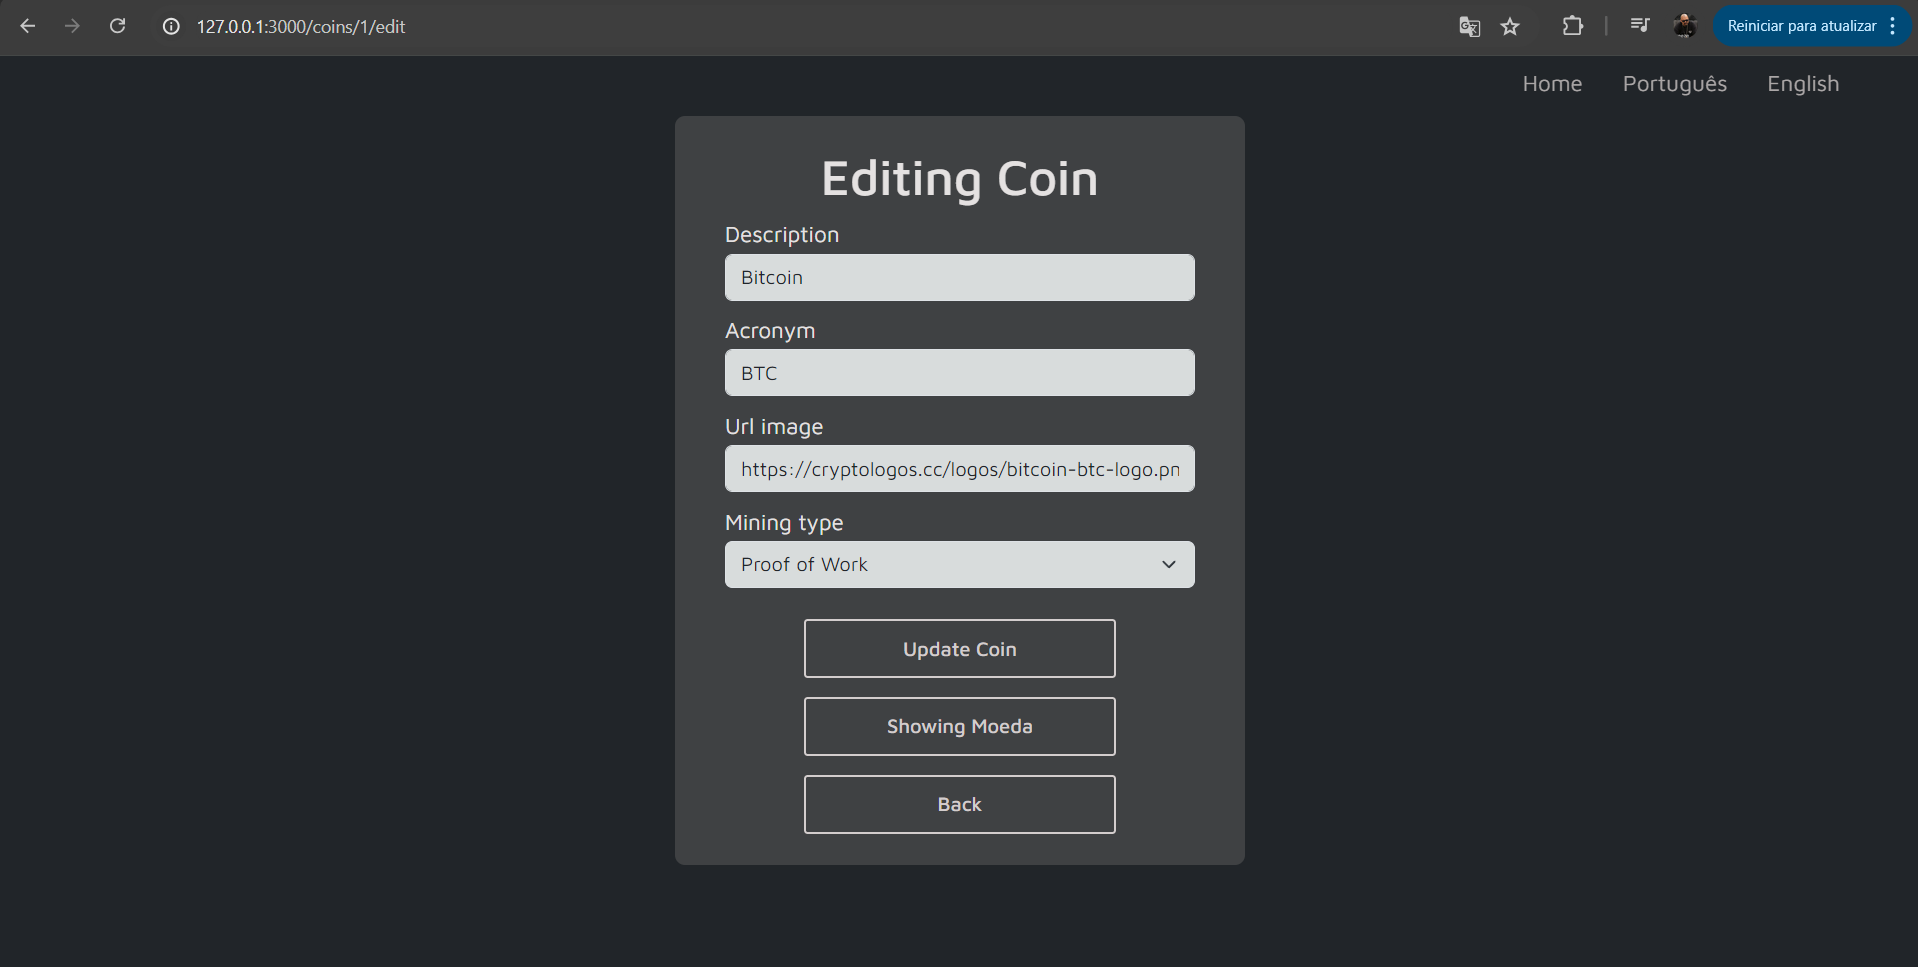 127.0.0.1:3000/coins/1/edit
Reiniciar para atualizar
Home Português English
Editing Coin
Description
Bitcoin
Acronym
BTC
Url image
https://cryptologos.cc/logos/bitcoin-btc-logo.pn
Mining type
Proof of Work
Update Coin
Showing Moeda
Back